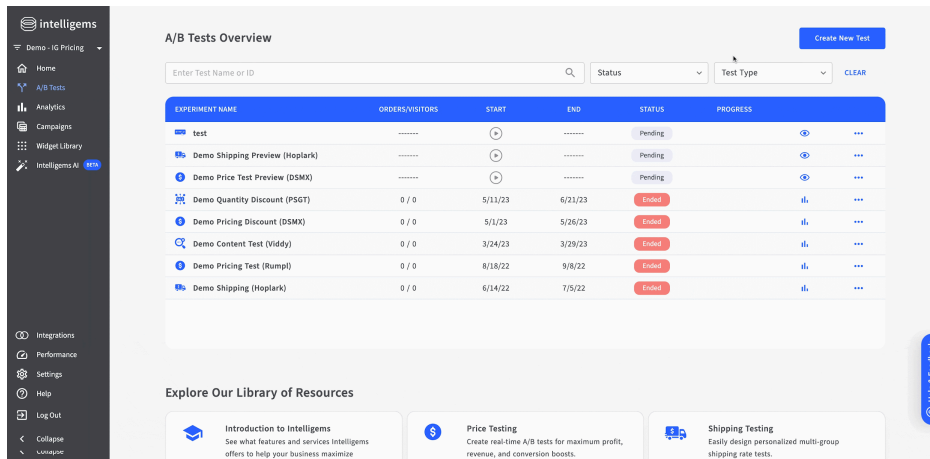 intelligems
Demo - IG Pricing
Home
A/B Tests
Analytics
Campaigns
Widget Library
Intelligems AI BETA
Integrations
Performance
Settings
Help
Log Out
Collapse
Collapse
A/B Tests Overview
Create New Test
Enter Test Name or ID
Status
Test Type
CLEAR
EXPERIMENT NAME ORDERS/VISITORS START END STATUS PROGRESS
test ------- ------- Pending
Demo Shipping Preview (Hoplark) ------- ------- Pending
Demo Price Test Preview (DSMX) ------- ------- Pending
Demo Quantity Discount (PSGT) 0 / 0 5/11/23 6/21/23 Ended
Demo Pricing Discount (DSMX) 0 / 0 5/1/23 5/26/23 Ended
Demo Content Test (Viddy) 0 / 0 3/24/23 3/29/23 Ended
Demo Pricing Test (Rumpl) 0 / 0 8/18/22 9/8/22 Ended
Demo Shipping (Hoplark) 0 / 0 6/14/22 7/5/22 Ended
Explore Our Library of Resources
Introduction to Intelligems
See what features and services Intelligems
offers to help your business maximize
Price Testing
Create real-time A/B tests for maximum profit,
revenue, and conversion boosts.
Shipping Testing
Easily design personalized multi-group
shipping rate tests.